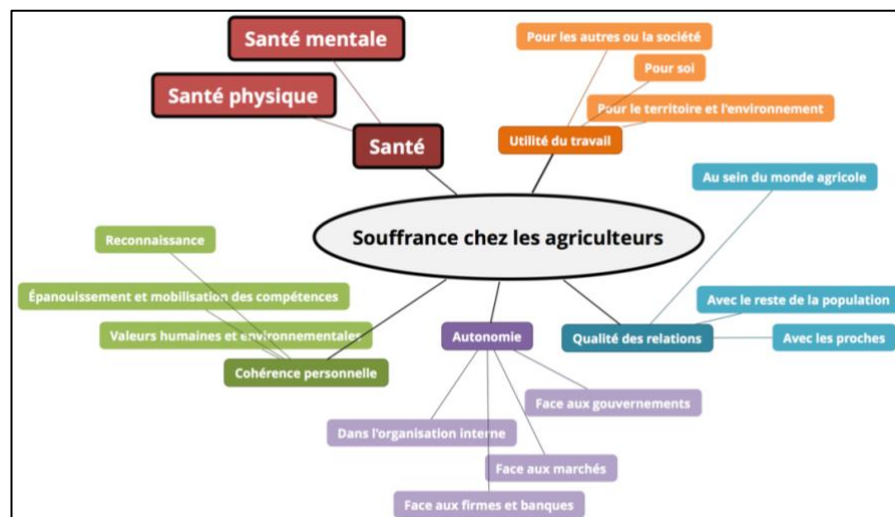 Santé mentale
Pour les autres ou la société
Pour soi
Santé physique
Pour le territoire et l'environnement
Santé
Utilité du travail
Au sein du monde agricole
Souffrance chez les agriculteurs
Reconnaissance
Épanouissement et mobilisation des compétences
Avec le reste de la population
Valeurs humaines et environnementales
Autonomie
Qualité des relations
Avec les proches
Cohérence personnelle
Face aux gouvernements
Dans l'organisation interne
Face aux marchés
Face aux firmes et banques